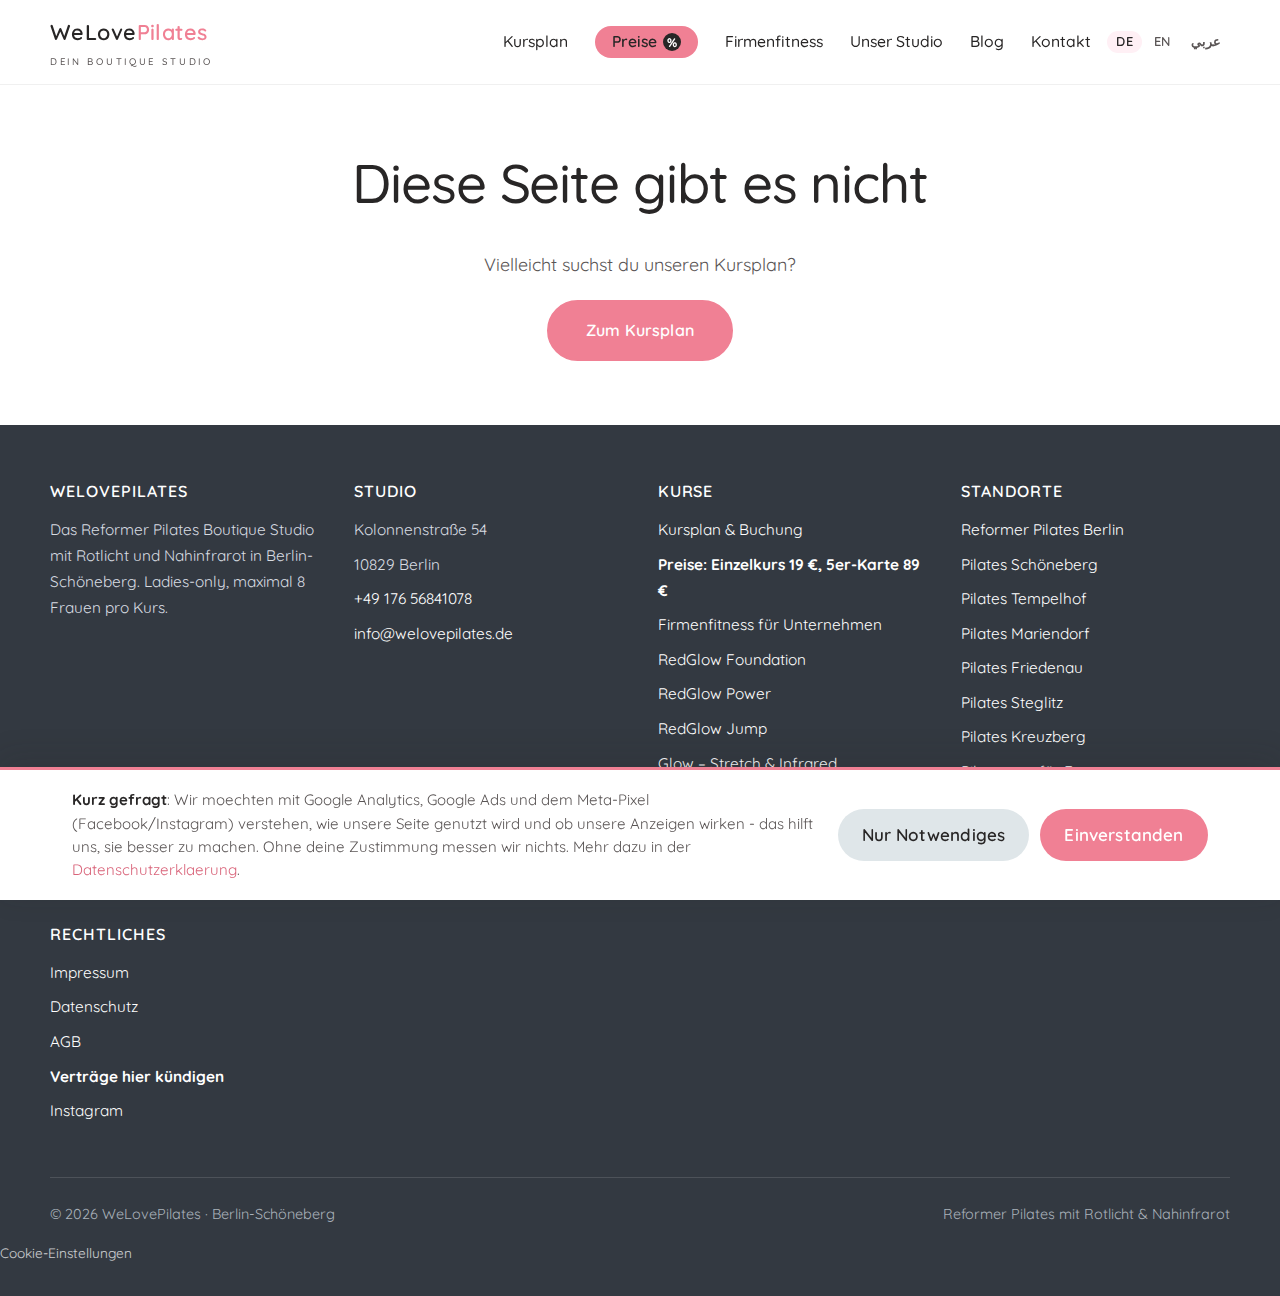 WeLovePilates
DEIN BOUTIQUE STUDIO
Kursplan
Preise %
Firmenfitness
Unser Studio
Blog
Kontakt
DE
EN
عربي
Diese Seite gibt es nicht
Vielleicht suchst du unseren Kursplan?
Zum Kursplan
WELOVEPILATES
Das Reformer Pilates Boutique Studio
mit Rotlicht und Nahinfrarot in Berlin-
Schöneberg. Ladies-only, maximal 8
Frauen pro Kurs.
STUDIO
Kolonnenstraße 54
10829 Berlin
+49 176 56841078
info@welovepilates.de
KURSE
Kursplan & Buchung
Preise: Einzelkurs 19 €, 5er-Karte 89
€
Firmenfitness für Unternehmen
RedGlow Foundation
RedGlow Power
RedGlow Jump
Glow – Stretch & Infrared
STANDORTE
Reformer Pilates Berlin
Pilates Schöneberg
Pilates Tempelhof
Pilates Mariendorf
Pilates Friedenau
Pilates Steglitz
Pilates Kreuzberg
Kurz gefragt: Wir moechten mit Google Analytics, Google Ads und dem Meta-Pixel
(Facebook/Instagram) verstehen, wie unsere Seite genutzt wird und ob unsere Anzeigen wirken - das hilft
uns, sie besser zu machen. Ohne deine Zustimmung messen wir nichts. Mehr dazu in der
Datenschutzerklaerung.
Nur Notwendiges
Einverstanden
RECHTLICHES
Impressum
Datenschutz
AGB
Verträge hier kündigen
Instagram
© 2026 WeLovePilates · Berlin-Schöneberg
Reformer Pilates mit Rotlicht & Nahinfrarot
Cookie-Einstellungen